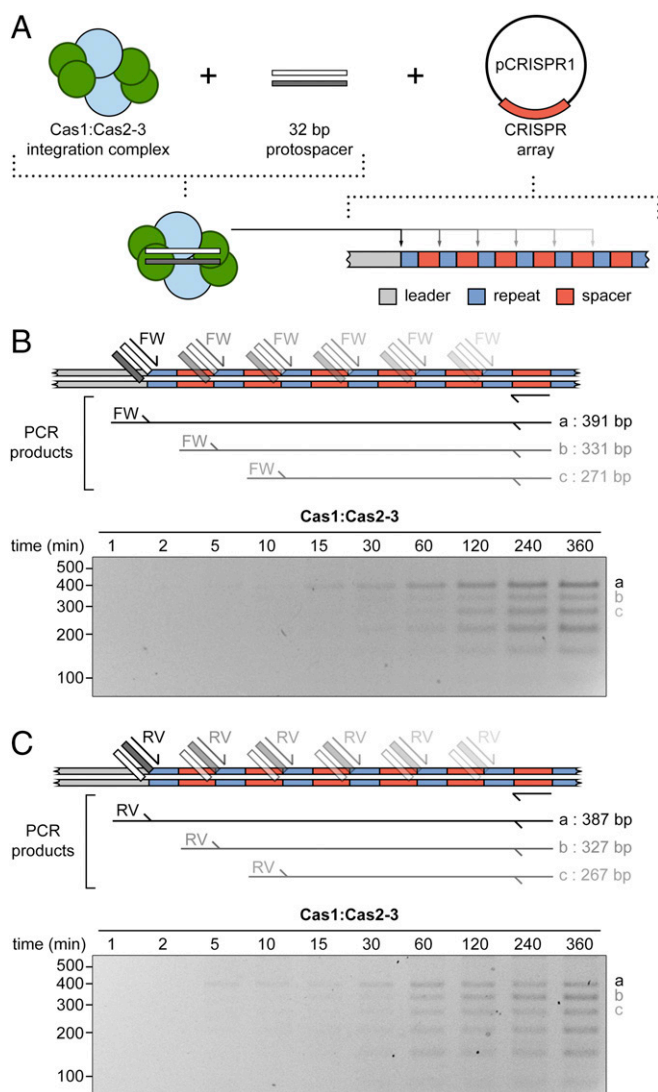 A
Cas1:Cas2-3
integration complex
+
32 bp
protospacer
+
pCRISPR1
CRISPR
array
leader
repeat
spacer
B
FW FW FW FW FW FW
PCR
products
FW
a : 391 bp
FW
b : 331 bp
FW
c : 271 bp
Cas1:Cas2-3
time (min) 1 2 5 10 15 30 60 120 240 360
500
400
300
200
100
a
b
c
C
RV RV RV RV RV RV
PCR
products
RV
a : 387 bp
RV
b : 327 bp
RV
c : 267 bp
Cas1:Cas2-3
time (min) 1 2 5 10 15 30 60 120 240 360
500
400
300
200
100
a
b
c